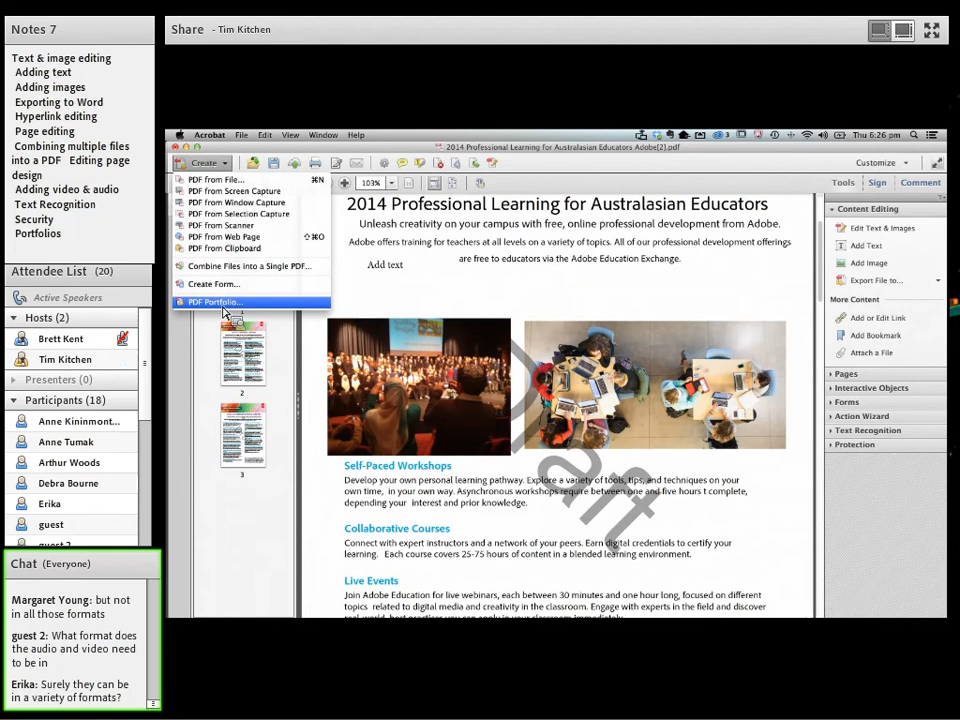 Notes 7
Text & image editing
Adding text
Adding images
Exporting to Word
Hyperlink editing
Page editing
Combining multiple files
into a PDF Editing page
design
Adding video & audio
Text Recognition
Security
Portfolios
Attendee List (20)
Active Speakers
Hosts (2)
Brett Kent
Tim Kitchen
Presenters (0)
Participants (18)
Anne Kininmont...
Anne Tumak
Arthur Woods
Debra Bourne
Erika
guest
guest 2
Chat (Everyone)
Margaret Young: but not
in all those formats
guest 2: What format does
the audio and video need
to be in
Erika: Surely they can be
in a variety of formats?
Share - Tim Kitchen
Acrobat File Edit View Window Help
3
Thu 6:26 pm
2014 Professional Learning for Australasian Educators Adobe[2].pdf
Create
Customize
103%
Tools Sign Comment
PDF from File... ⌘N
PDF from Screen Capture
PDF from Window Capture
PDF from Selection Capture
PDF from Scanner
PDF from Web Page ⇧⌘O
PDF from Clipboard
Combine Files into a Single PDF...
Create Form...
PDF Portfolio...
1
2
3
2014 Professional Learning for Australasian Educators
Unleash creativity on your campus with free, online professional development from Adobe.
Adobe offers training for teachers at all levels on a variety of topics. All of our professional development offerings
are free to educators via the Adobe Education Exchange.
Add text
Draft
Self-Paced Workshops
Develop your own personal learning pathway. Explore a variety of tools, tips, and techniques on your
own time, in your own way. Asynchronous workshops require between one and five hours t complete,
depending your interest and prior knowledge.
Collaborative Courses
Connect with expert instructors and a network of your peers. Earn digital credentials to certify your
learning. Each course covers 25-75 hours of content in a blended learning environment.
Live Events
Join Adobe Education for live webinars, each between 30 minutes and one hour long, focused on different
topics related to digital media and creativity in the classroom. Engage with experts in the field and discover
real-world, best practices you can apply in your classroom immediately.
Content Editing
Edit Text & Images
Add Text
Add Image
Export File to...
More Content
Add or Edit Link
Add Bookmark
Attach a File
Pages
Interactive Objects
Forms
Action Wizard
Text Recognition
Protection